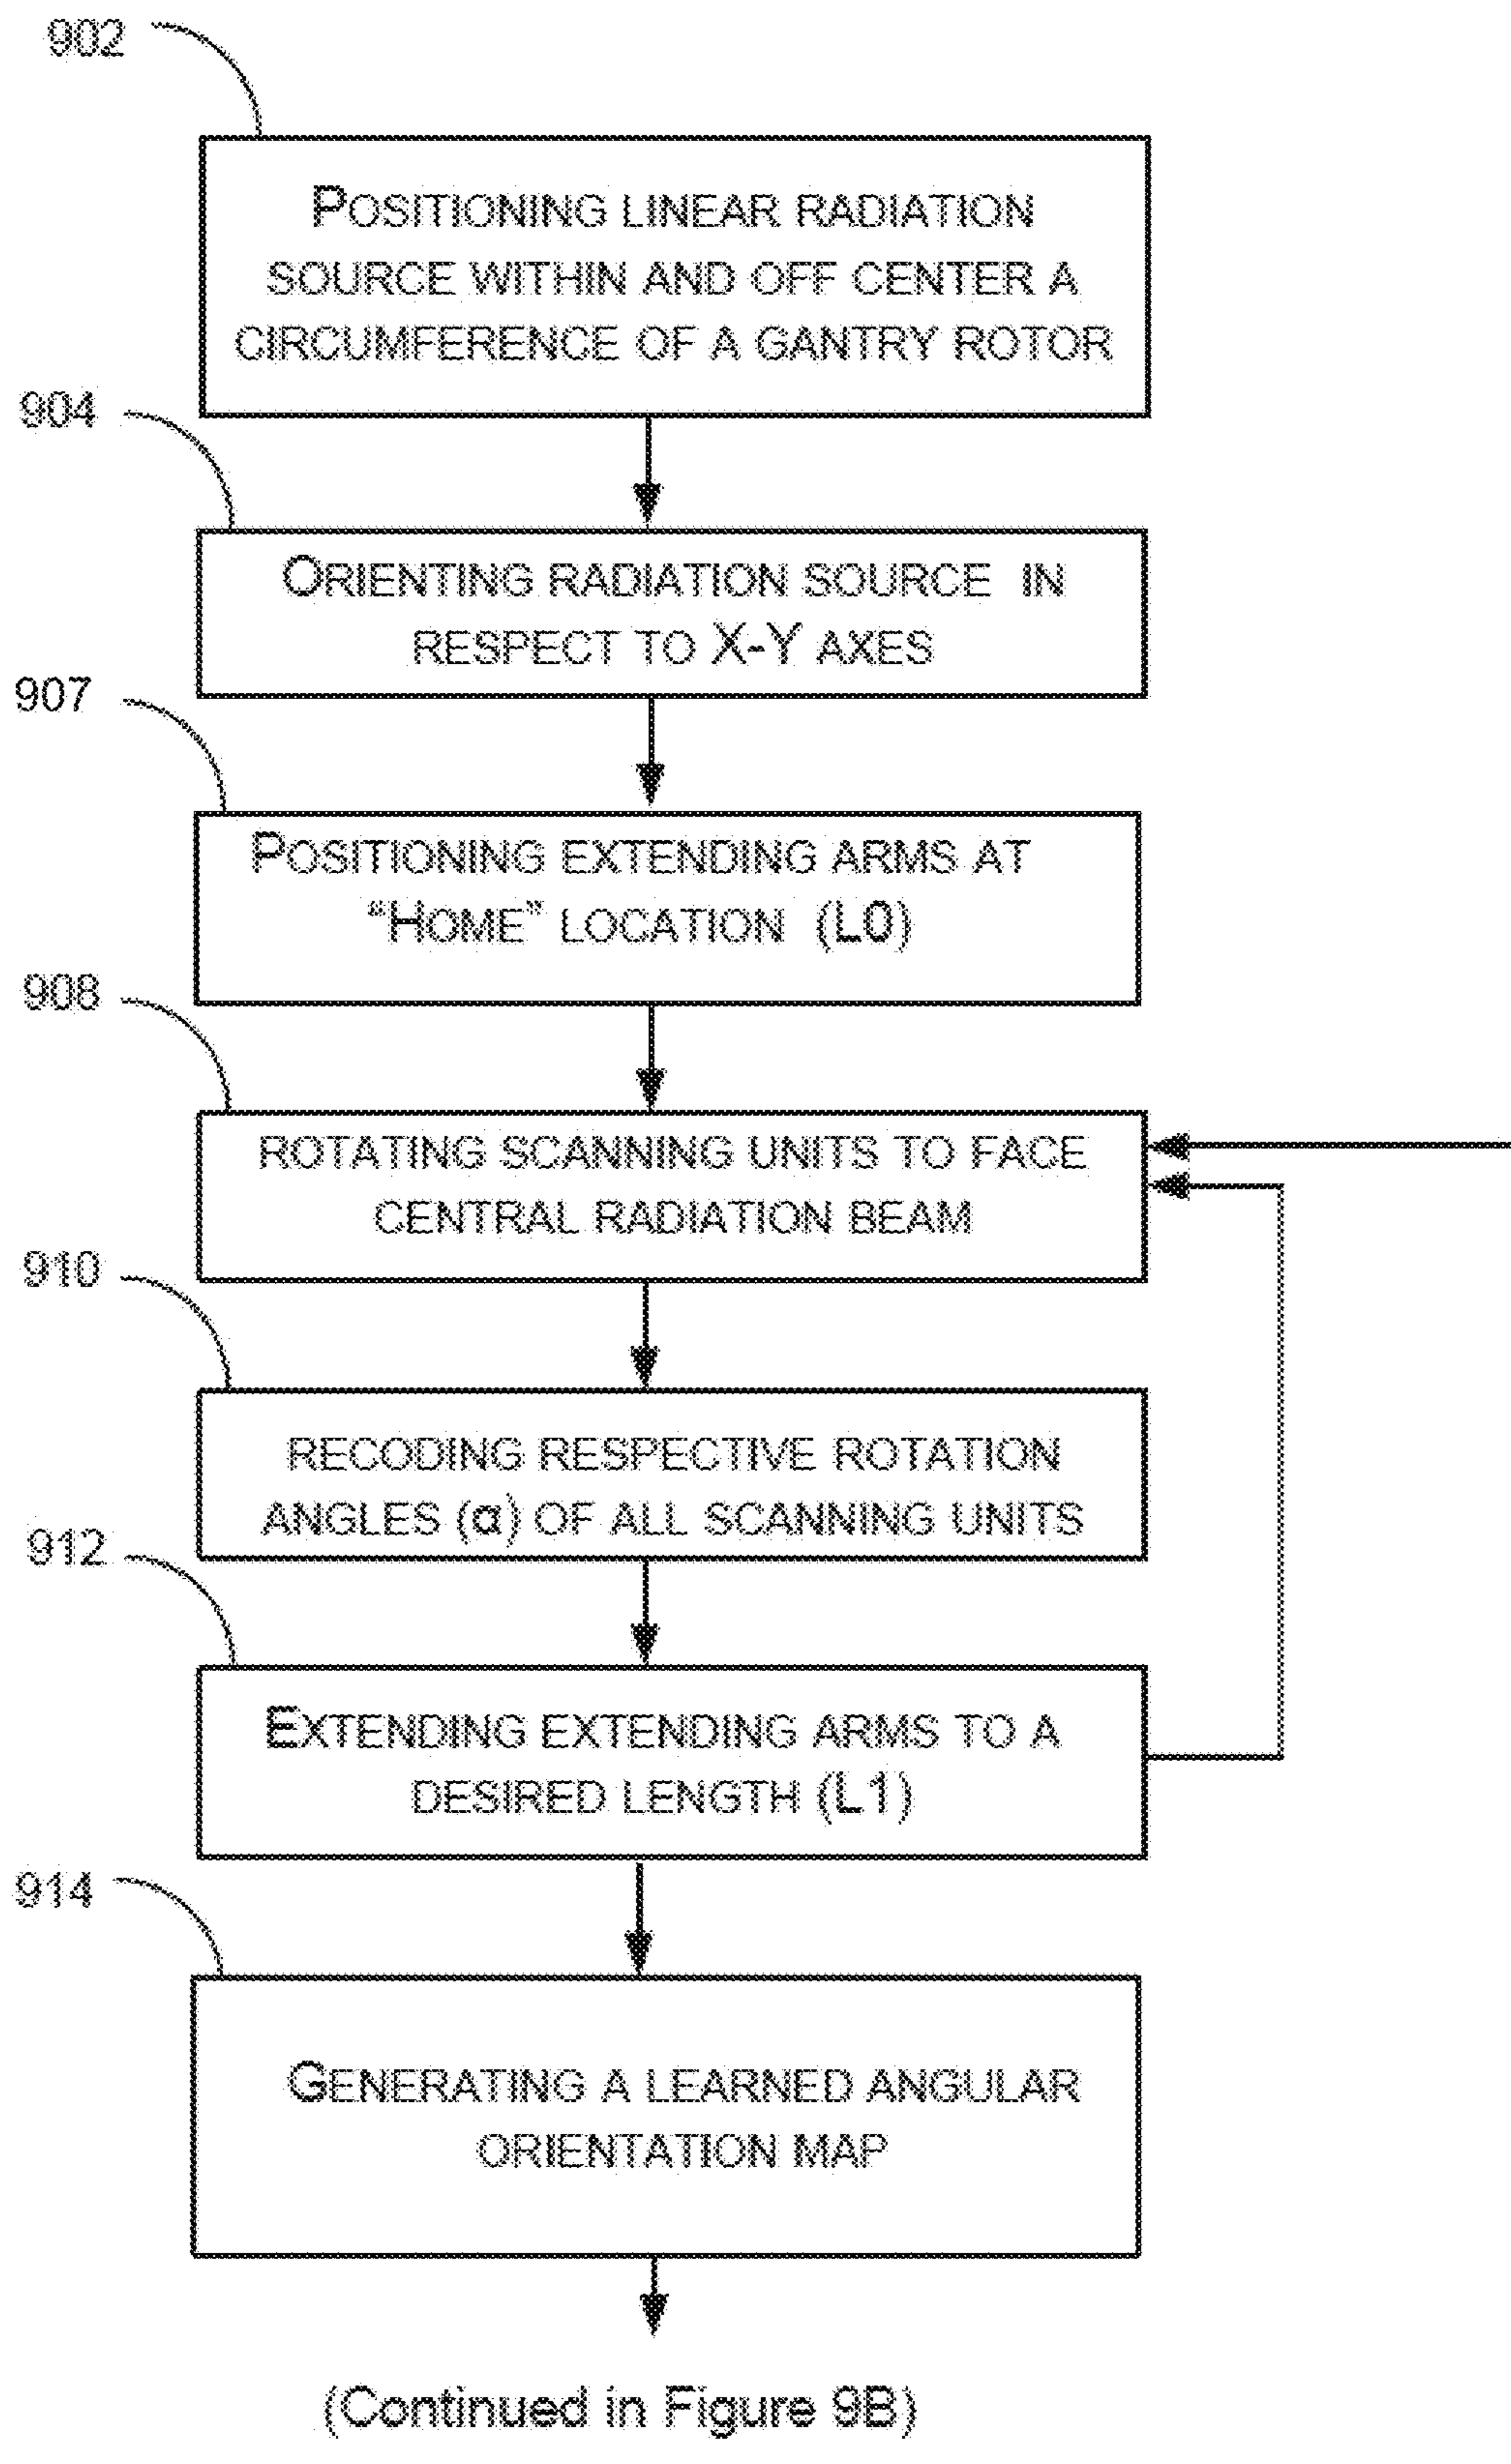 902
POSITIONING LINEAR RADIATION
SOURCE WITHIN AND OFF CENTER A
CIRCUMFERENCE OF A GANTRY ROTOR
904
ORIENTING RADIATION SOURCE IN
RESPECT TO X-Y AXES
907
POSITIONING EXTENDING ARMS AT
“HOME” LOCATION (L0)
908
ROTATING SCANNING UNITS TO FACE
CENTRAL RADIATION BEAM
910
RECODING RESPECTIVE ROTATION
ANGLES (α) OF ALL SCANNING UNITS
912
EXTENDING EXTENDING ARMS TO A
DESIRED LENGTH (L1)
914
GENERATING A LEARNED ANGULAR
ORIENTATION MAP
(Continued in Figure 9B)